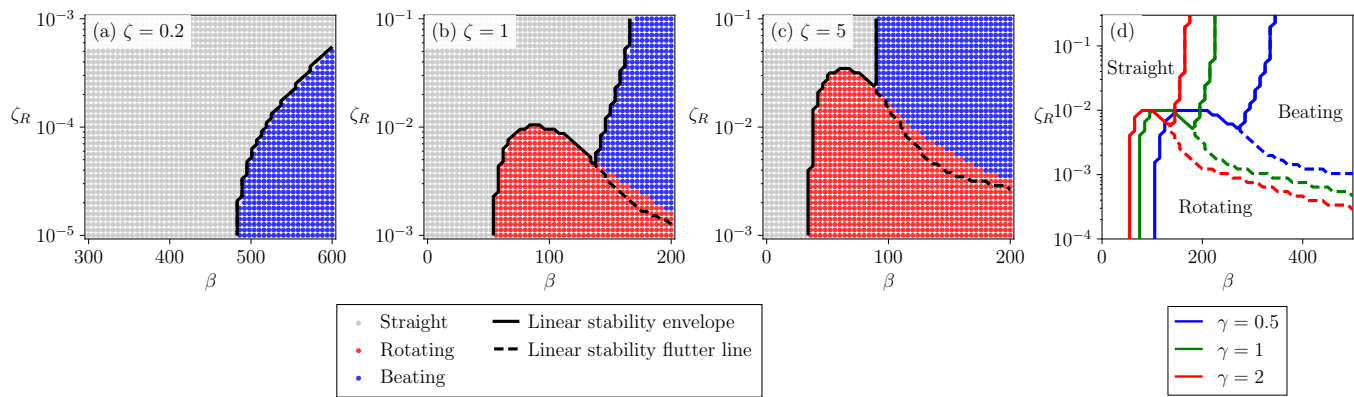 (a) ζ = 0.2
10⁻³
10⁻⁴
10⁻⁵
ζ_R
300 400 500 600
β
(b) ζ = 1
10⁻¹
10⁻²
10⁻³
ζ_R
0 100 200
β
(c) ζ = 5
10⁻¹
10⁻²
10⁻³
ζ_R
0 100 200
β
(d)
10⁻¹
10⁻²
10⁻³
10⁻⁴
ζ_R
Straight
Beating
Rotating
0 200 400
β
Straight
Rotating
Beating
Linear stability envelope
Linear stability flutter line
γ = 0.5
γ = 1
γ = 2